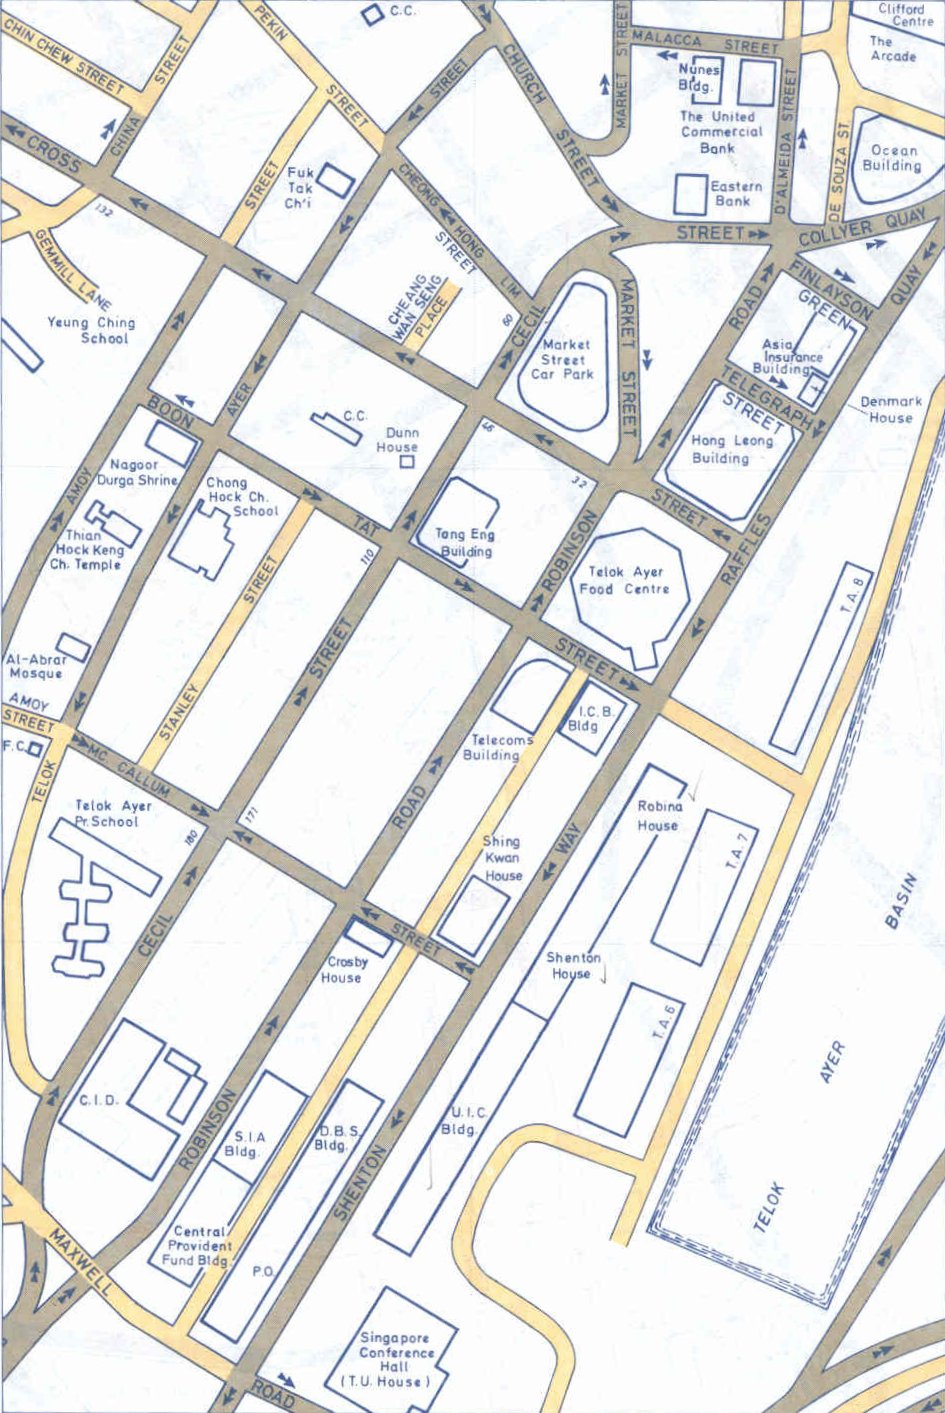 C.C.
PEKIN
STREET
CHIN CHEW STREET
STREET
CHINA
CROSS
132
STREET
STREET
Fuk
Tak
Ch'i
CHURCH
STREET
MARKET STREET
MALACCA STREET
Nunes
Bldg.
The United
Commercial
Bank
Eastern
Bank
D'ALMEIDA STREET
DE SOUZA ST.
Clifford
Centre
The
Arcade
Ocean
Building
STREET
COLLYER QUAY
FINLAYSON
GREEN
QUAY
CHEONG HONG
STREET
LIM
CHEANG
WAN SENG
PLACE
60
CECIL
Market
Street
Car Park
MARKET STREET
ROAD
Asia
Insurance
Building
TELEGRAPH
STREET
Denmark
House
Hong Leong
Building
GEMMILL LANE
Yeung Ching
School
BOON
AYER
C.C.
Dunn
House
46
32
STREET
RAFFLES
AMOY
Nagoor
Durga Shrine
Thian
Hock Keng
Ch. Temple
Chong
Hock Ch.
School
TAT
110
Tang Eng
Building
ROBINSON
Telok Ayer
Food Centre
T.A. 8
STREET
STREET
STREET
STANLEY
Al-Abrar
Mosque
AMOY
STREET
F.C.
TELOK
MC. CALLUM
Telecoms
Building
I.C.B.
Bldg
Telok Ayer
Pr. School
180
171
ROAD
Shing
Kwan
House
WAY
Robina
House
T.A. 7
BASIN
CECIL
STREET
Crosby
House
Shenton
House
T.A. 6
AYER
C.I.D.
ROBINSON
S.I.A
Bldg.
D.B.S.
Bldg.
U.I.C.
Bldg.
SHENTON
TELOK
Central
Provident
Fund Bldg.
P.O.
MAXWELL
ROAD
Singapore
Conference
Hall
(T.U. House)